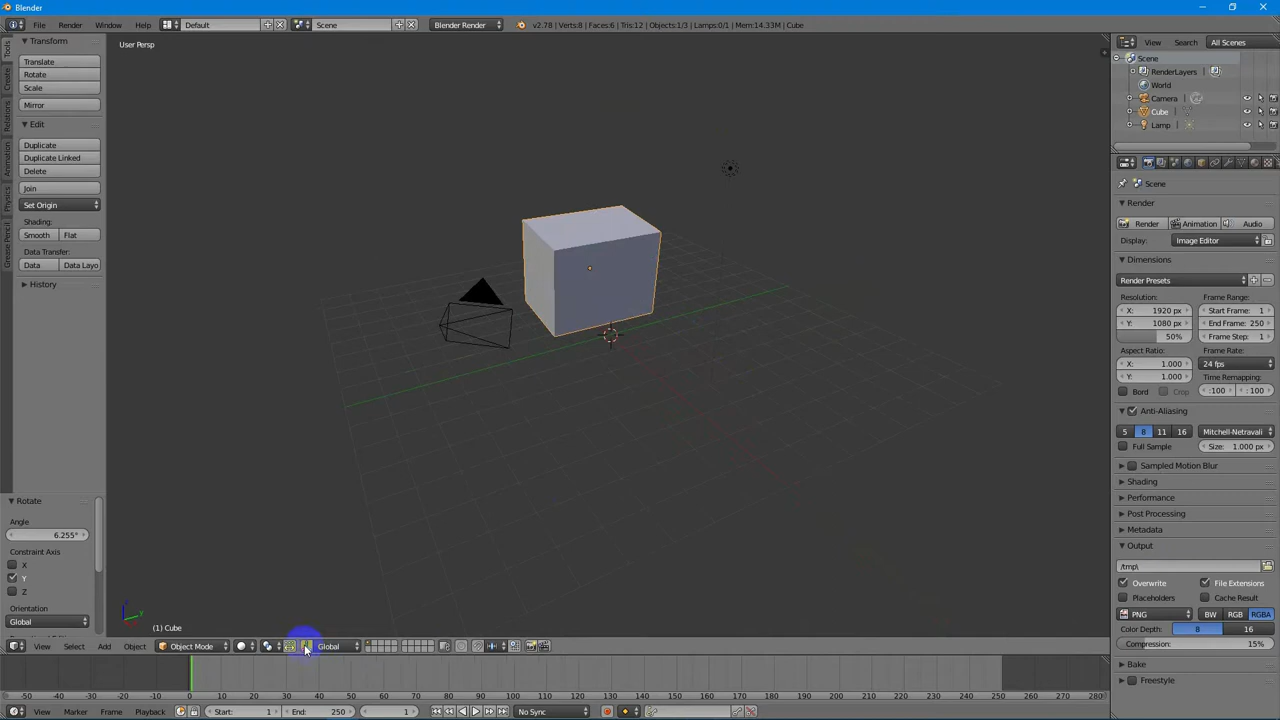 Blender
File Render Window Help Default Scene Blender Render v2.78 | Verts:8 | Faces:6 | Tris:12 | Objects:1/3 | Lamps:0/1 | Mem:14.33M | Cube
Tools
Create
Relations
Animation
Physics
Grease Pencil
Transform
Translate
Rotate
Scale
Mirror
Edit
Duplicate
Duplicate Linked
Delete
Join
Set Origin
Shading:
Smooth Flat
Data Transfer:
Data Data Layo
History
Rotate
Angle
6.255°
Constraint Axis
X
Y
Z
Orientation
Global
User Persp
(1) Cube
View Select Add Object Object Mode Global
-50 -40 -30 -20 -10 0 10 20 30 40 50 60 70 80 90 100 110 120 130 140 150 160 170 180 190 200 210 220 230 240 250 260 270 280
View Marker Frame Playback Start: 1 End: 250 1 No Sync
View Search All Scenes
Scene
RenderLayers
World
Camera
Cube
Lamp
Scene
Render
Render Animation Audio
Display: Image Editor
Dimensions
Render Presets
Resolution: Frame Range:
X: 1920 px Start Frame: 1
Y: 1080 px End Frame: 250
50% Frame Step: 1
Aspect Ratio: Frame Rate:
X: 1.000 24 fps
Y: 1.000 Time Remapping:
Bord Crop :100 : 100
Anti-Aliasing
5 8 11 16 Mitchell-Netravali
Full Sample Size: 1.000 px
Sampled Motion Blur
Shading
Performance
Post Processing
Metadata
Output
/tmp\
Overwrite File Extensions
Placeholders Cache Result
PNG BW RGB RGBA
Color Depth: 8 16
Compression: 15%
Bake
Freestyle